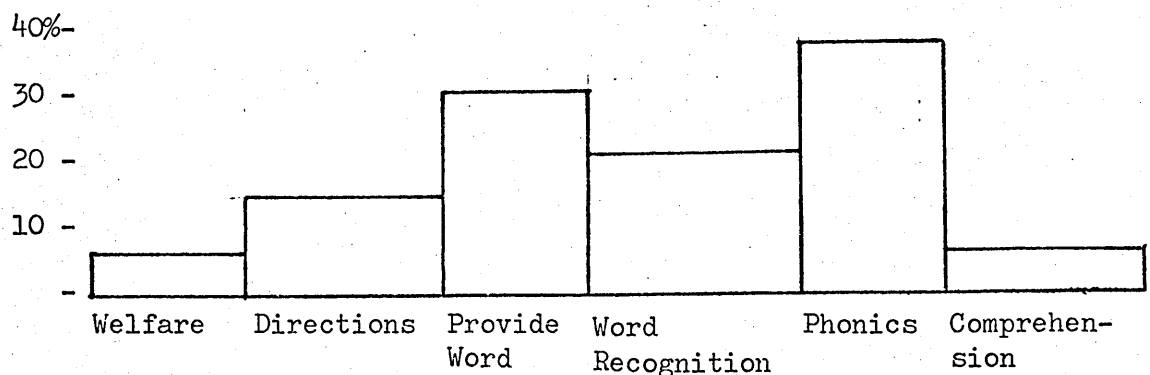 40%-
30 -
20 -
10 -
-
Welfare Directions Provide Word Phonics Comprehen-
Word Recognition sion